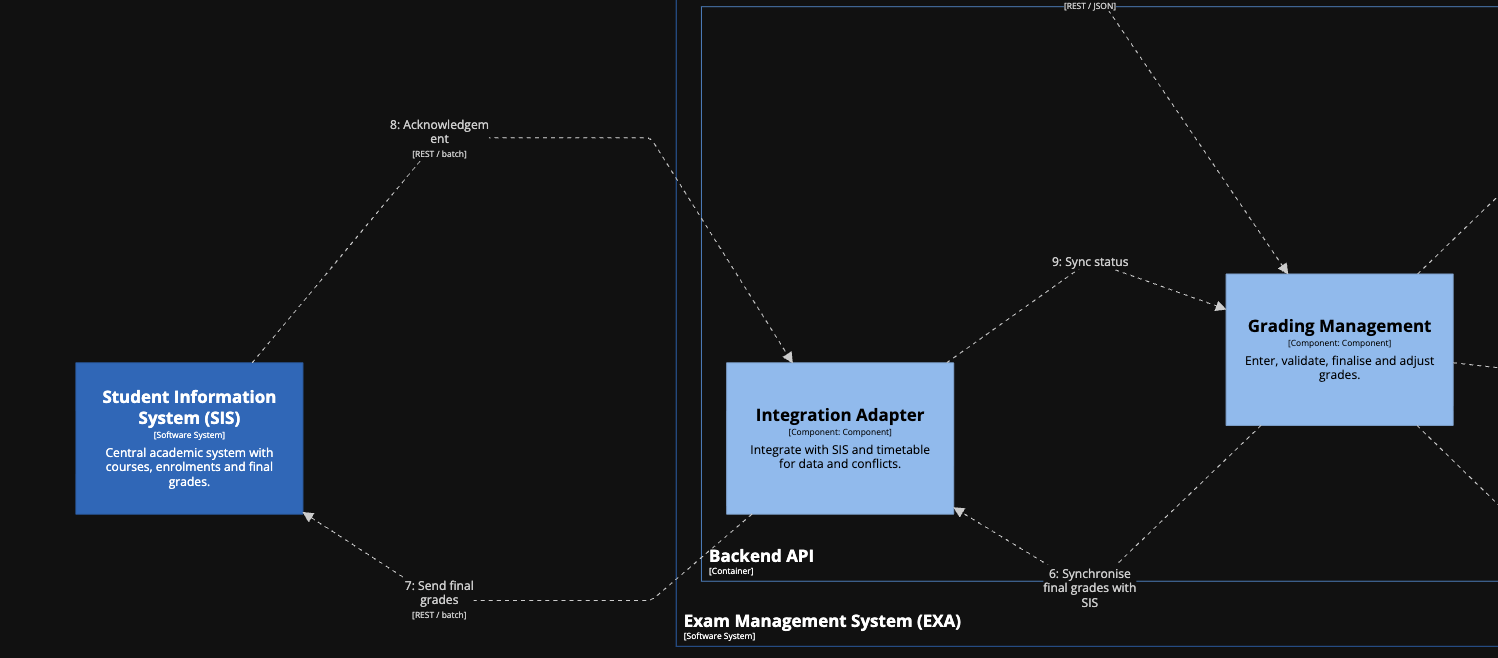 [REST / JSON]
8: Acknowledgem
ent
[REST / batch]
9: Sync status
Grading Management
[Component: Component]
Enter, validate, finalise and adjust
grades.
Student Information
System (SIS)
[Software System]
Central academic system with
courses, enrolments and final
grades.
Integration Adapter
[Component: Component]
Integrate with SIS and timetable
for data and conflicts.
Backend API
[Container]
6: Synchronise
final grades with
SIS
7: Send final
grades
[REST / batch]
Exam Management System (EXA)
[Software System]